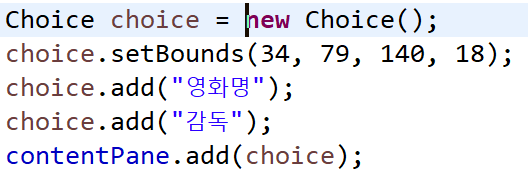 Choice choice = new Choice();
choice.setBounds(34, 79, 140, 18);
choice.add("영화명");
choice.add("감독");
contentPane.add(choice);